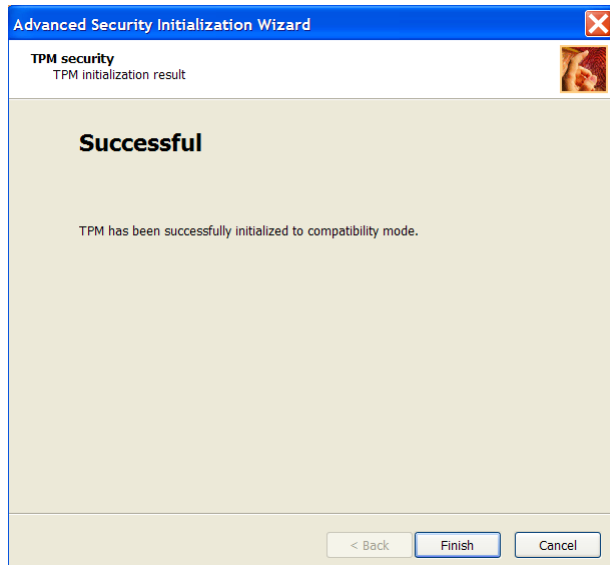 Advanced Security Initialization Wizard
TPM security
TPM initialization result
Successful
TPM has been successfully initialized to compatibility mode.
< Back Finish Cancel